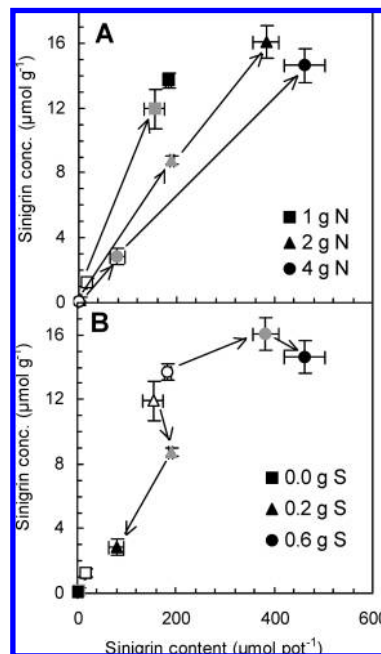 A
16
12
8
4
0
Sinigrin conc. (μmol g⁻¹)
1 g N
2 g N
4 g N
B
16
12
8
4
0
Sinigrin conc. (μmol g⁻¹)
0.0 g S
0.2 g S
0.6 g S
0 200 400 600
Sinigrin content (umol pot⁻¹)